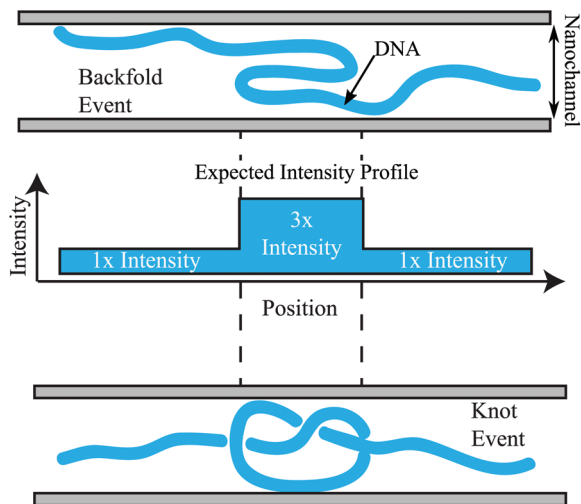 DNA
Nanochannel
Backfold
Event
Expected Intensity Profile
Intensity
3x
Intensity
1x Intensity
1x Intensity
Position
Knot
Event